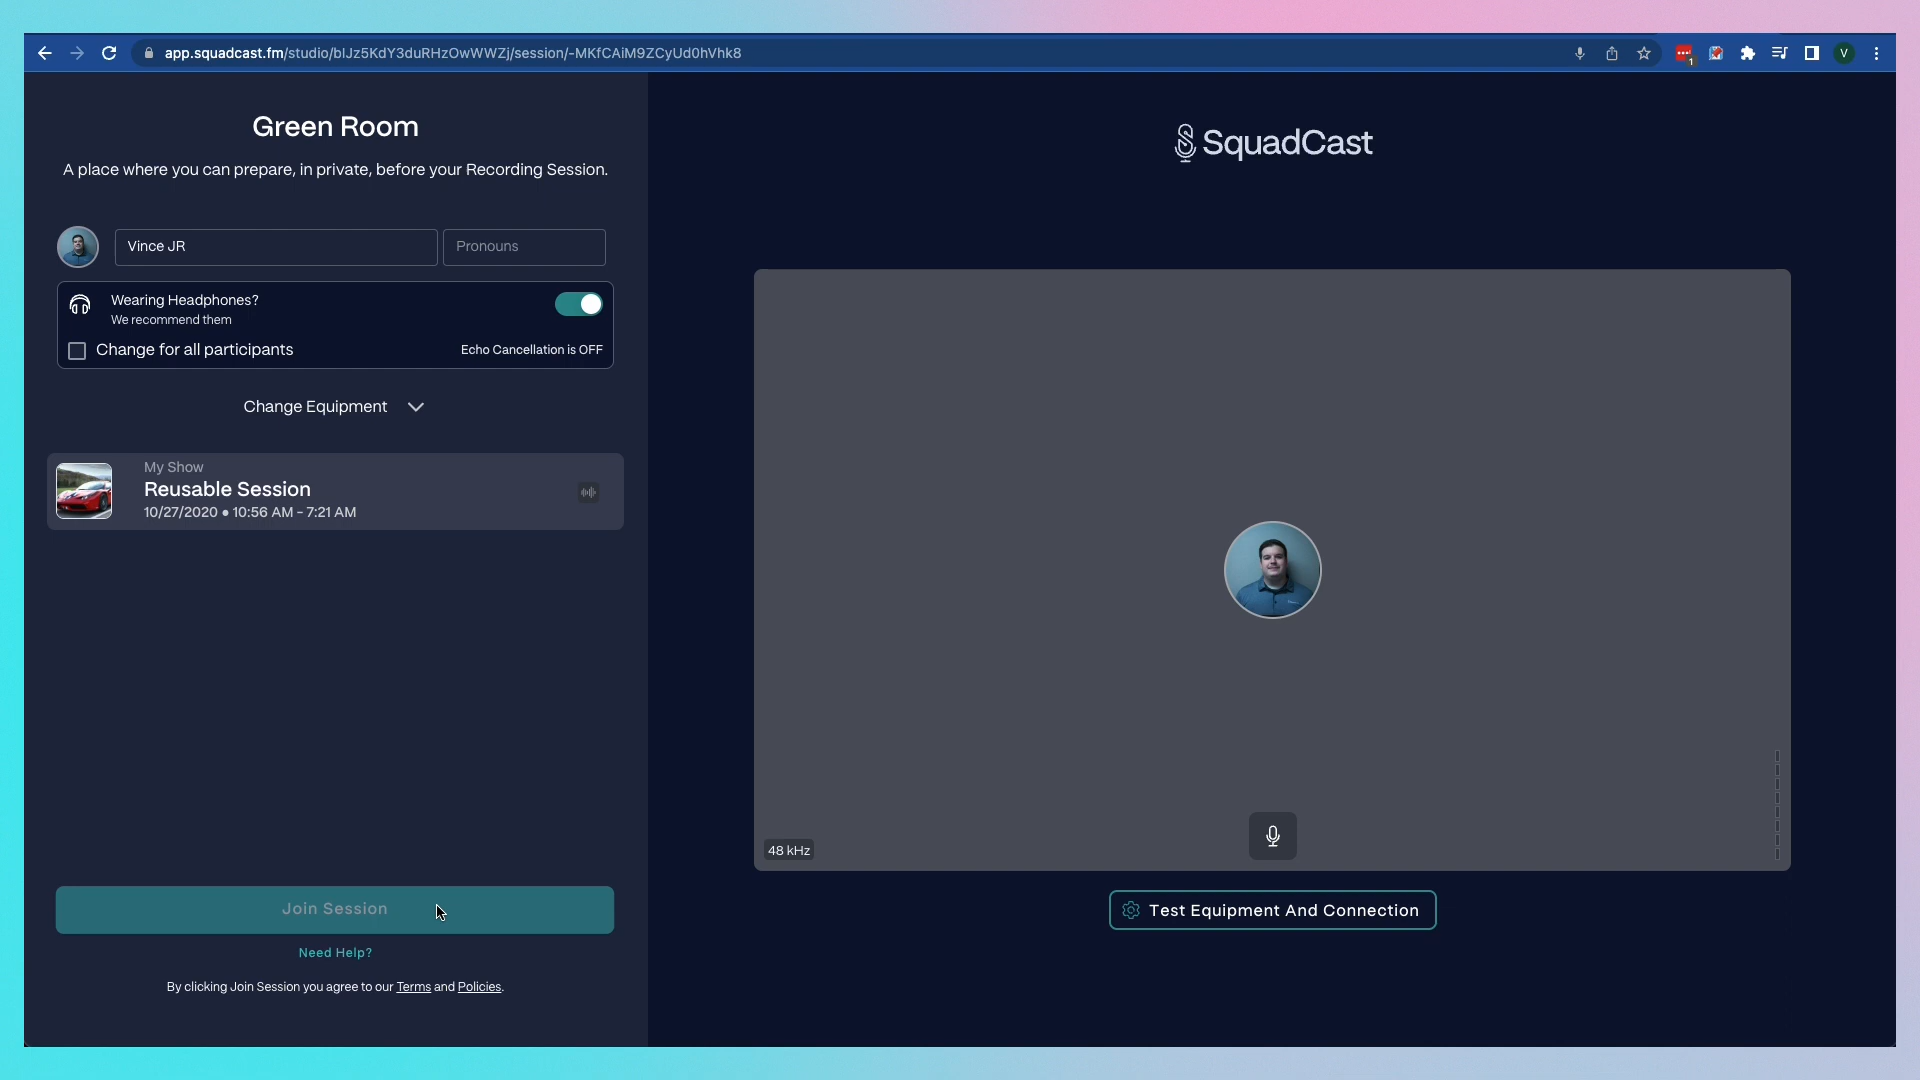 app.squadcast.fm/studio/blJz5KdY3duRHzOwWWZj/session/-MKfCAiM9ZCyUd0hVhk8
1
V
Green Room
A place where you can prepare, in private, before your Recording Session.
Vince JR
Pronouns
Wearing Headphones?
We recommend them
Change for all participants
Echo Cancellation is OFF
Change Equipment
My Show
Reusable Session
10/27/2020 ● 10:56 AM - 7:21 AM
Join Session
Need Help?
By clicking Join Session you agree to our Terms and Policies.
SquadCast
48 kHz
Test Equipment And Connection